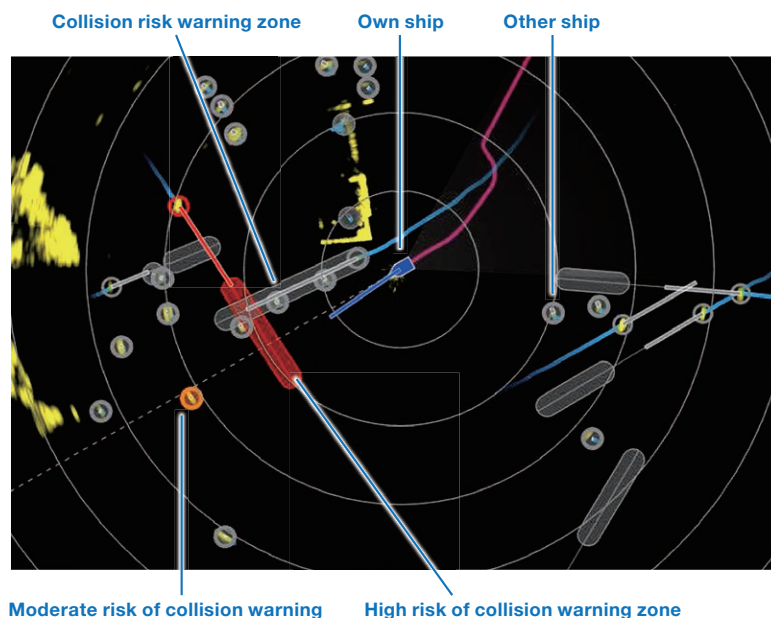 Collision risk warning zone
Own ship
Other ship
Moderate risk of collision warning
High risk of collision warning zone